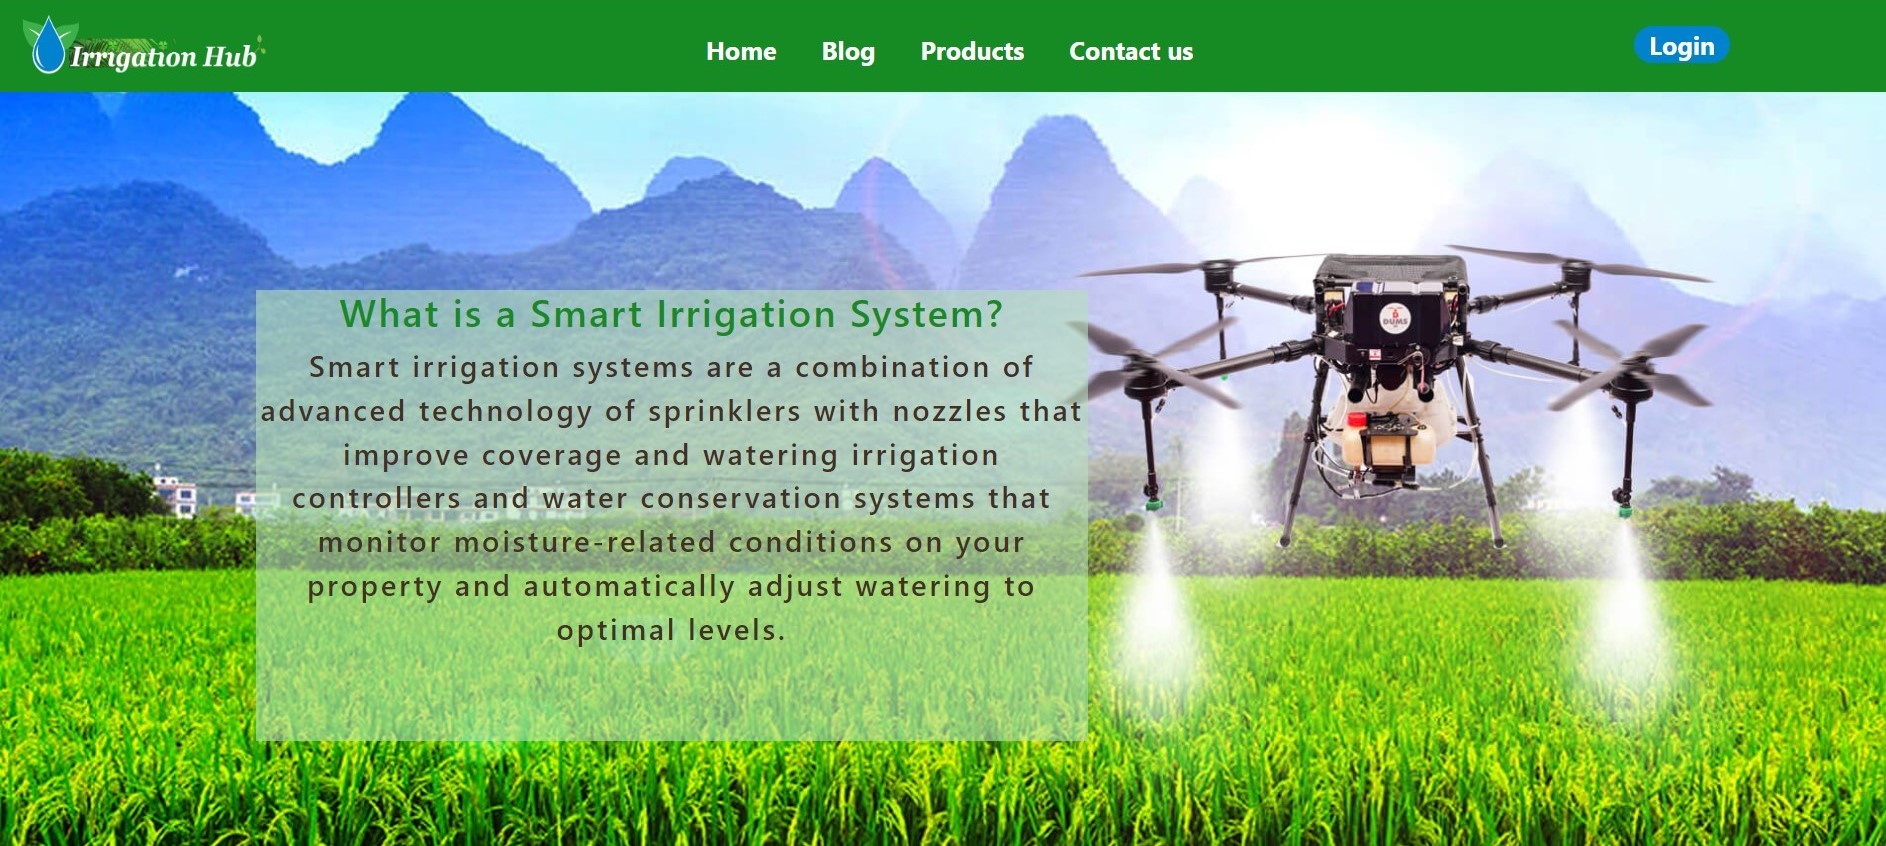 Irrigation Hub
Home Blog Products Contact us
Login
What is a Smart Irrigation System?
Smart irrigation systems are a combination of
advanced technology of sprinklers with nozzles that
improve coverage and watering irrigation
controllers and water conservation systems that
monitor moisture-related conditions on your
property and automatically adjust watering to
optimal levels.
DUMS